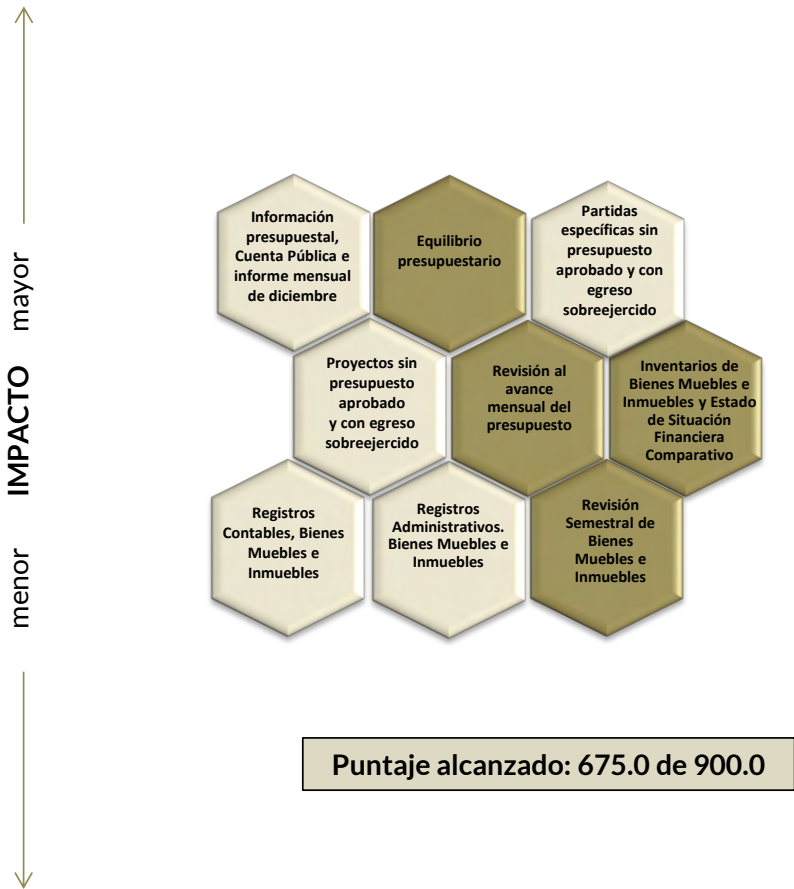 menor IMPACTO mayor
Información
presupuestal,
Cuenta Pública e
informe mensual
de diciembre
Equilibrio
presupuestario
Partidas
específicas sin
presupuesto
aprobado y con
egreso
sobreejercido
Proyectos sin
presupuesto
aprobado
y con egreso
sobreejercido
Revisión al
avance
mensual del
presupuesto
Inventarios de
Bienes Muebles e
Inmuebles y Estado
de Situación
Financiera
Comparativo
Registros
Contables, Bienes
Muebles e
Inmuebles
Registros
Administrativos.
Bienes Muebles e
Inmuebles
Revisión
Semestral de
Bienes
Muebles e
Inmuebles
Puntaje alcanzado: 675.0 de 900.0